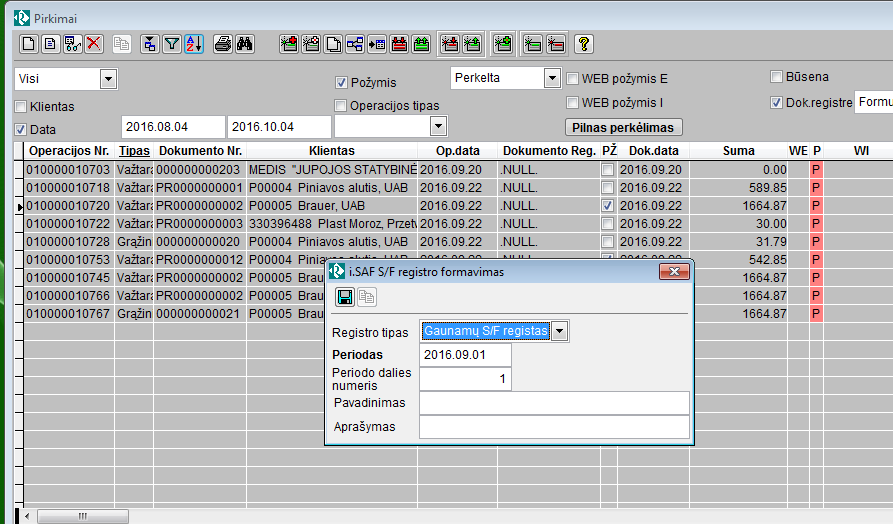 Pirkimai
Visi
Požymis
Perkelta
WEB požymis E
Būsena
Klientas
Operacijos tipas
WEB požymis I
Dok.registre
Formu
Data
2016.08.04
2016.10.04
Pilnas perkėlimas
Operacijos Nr. Tipas Dokumento Nr. Klientas Op.data Dokumento Reg. PŽ Dok.data Suma WE P WI
010000010703 Važtara 000000000203 MEDIS "JUPOJOS STATYBINĖ 2016.09.20 .NULL. 2016.09.20 0.00 P
010000010718 Važtara PR0000000001 P00004 Piniavos alutis, UAB 2016.09.22 .NULL. 2016.09.22 589.85 P
010000010720 Važtara PR0000000002 P00005 Brauer, UAB 2016.09.22 .NULL. 2016.09.22 1664.87 P
010000010722 Važtara PR0000000003 330396488 Plast Moroz, Przetw 2016.09.22 .NULL. 2016.09.22 30.00 P
010000010728 Grąžin 000000000020 P00004 Piniavos alutis, UAB 2016.09.22 .NULL. 2016.09.22 31.79 P
010000010753 Važtara PR0000000012 P00004 Piniavos alutis, UAB 2016.09.22 .NULL. 2016.09.22 542.85 P
010000010745 Važtara PR0000000002 P00005 Brau 1664.87 P
010000010766 Važtara PR0000000002 P00005 Brau 1664.87 P
010000010767 Grąžin 000000000021 P00005 Brau 1664.87 P
i.SAF S/F registro formavimas
Registro tipas Gaunamų S/F registas
Periodas 2016.09.01
Periodo dalies
numeris 1
Pavadinimas
Aprašymas